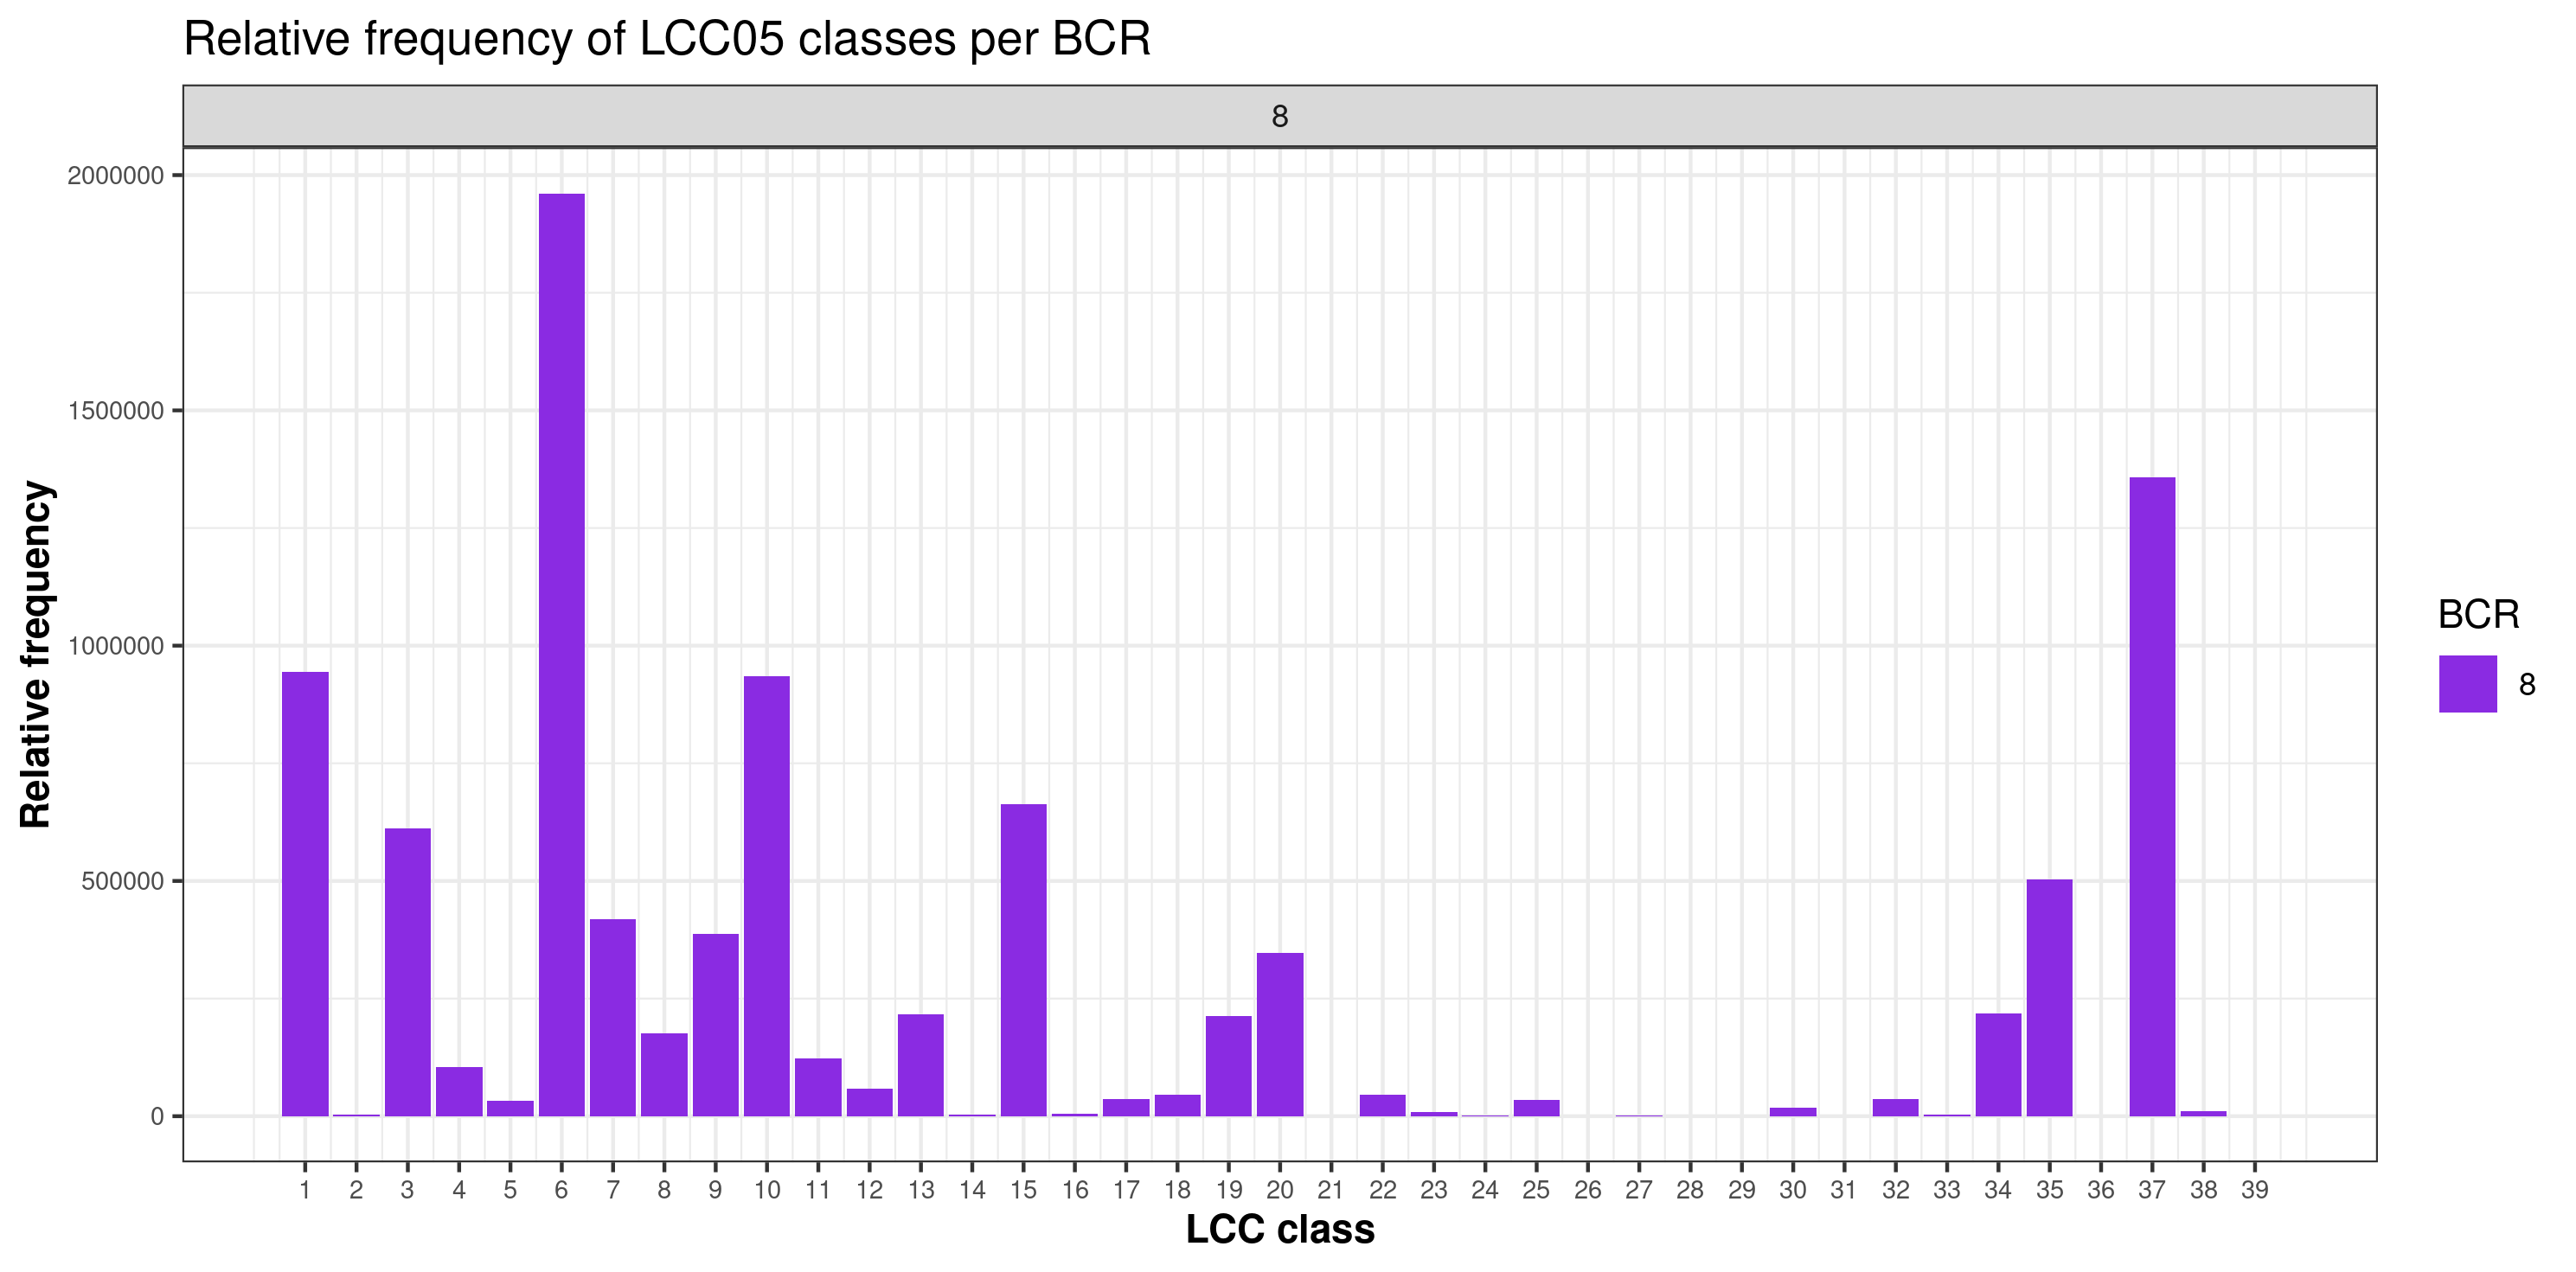 Relative frequency of LCC05 classes per BCR
8
2000000
1500000
1000000
500000
0
Relative frequency
1 2 3 4 5 6 7 8 9 10 11 12 13 14 15 16 17 18 19 20 21 22 23 24 25 26 27 28 29 30 31 32 33 34 35 36 37 38 39
LCC class
BCR
8